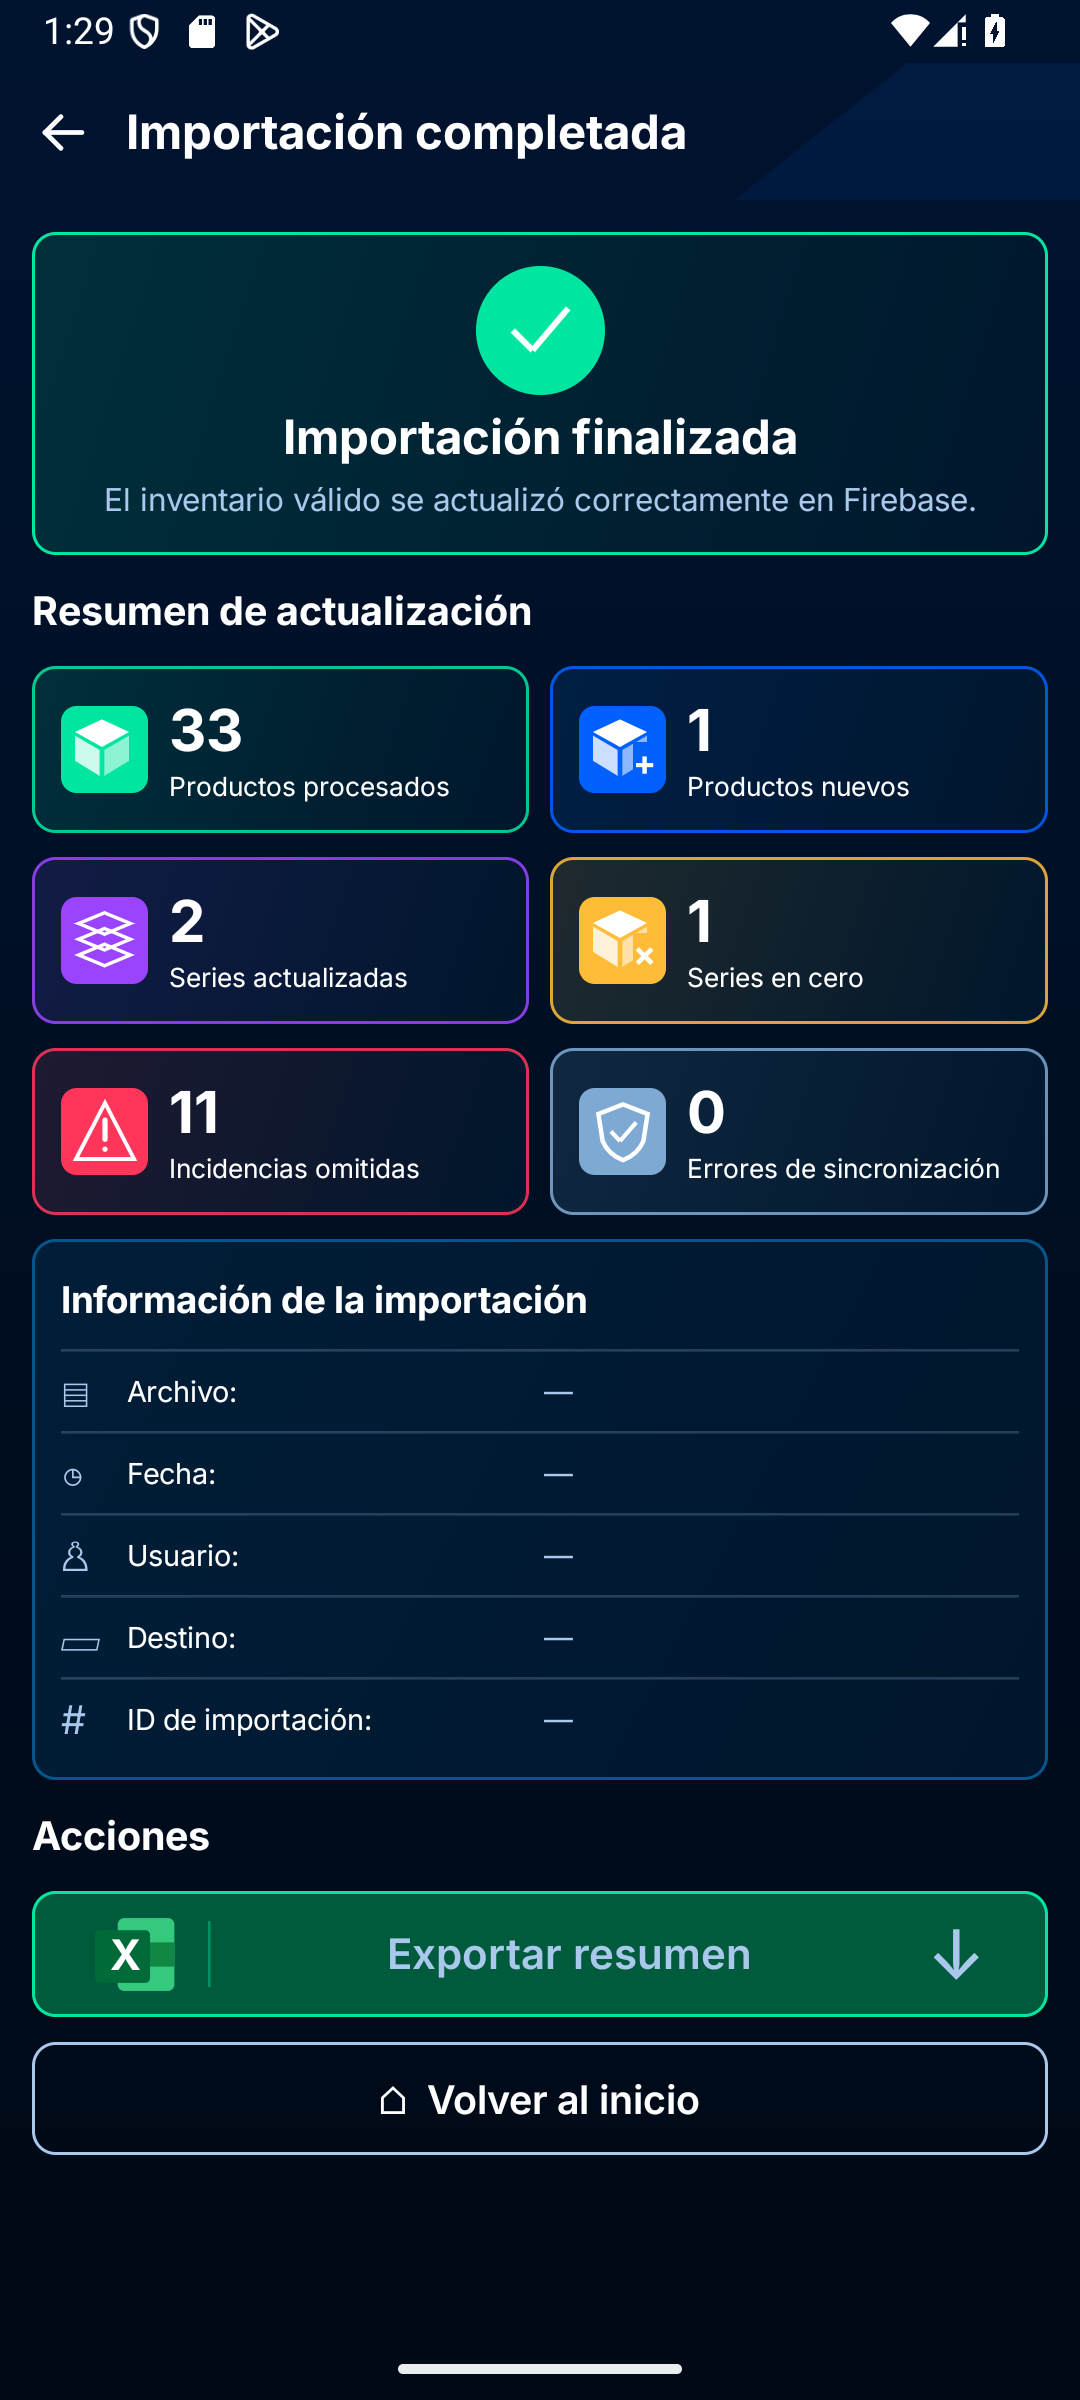 1:29
Importación completada
Importación finalizada
El inventario válido se actualizó correctamente en Firebase.
Resumen de actualización
33
Productos procesados
1
Productos nuevos
2
Series actualizadas
1
Series en cero
11
Incidencias omitidas
0
Errores de sincronización
Información de la importación
Archivo: —
Fecha: —
Usuario: —
Destino: —
# ID de importación: —
Acciones
X Exportar resumen
Volver al inicio